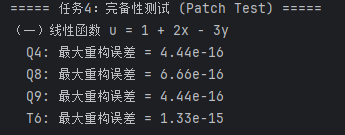 ===== 任务4：完备性测试 (Patch Test) =====
（一）线性函数 u = 1 + 2x - 3y
Q4: 最大重构误差 = 4.44e-16
Q8: 最大重构误差 = 6.66e-16
Q9: 最大重构误差 = 4.44e-16
T6: 最大重构误差 = 1.33e-15